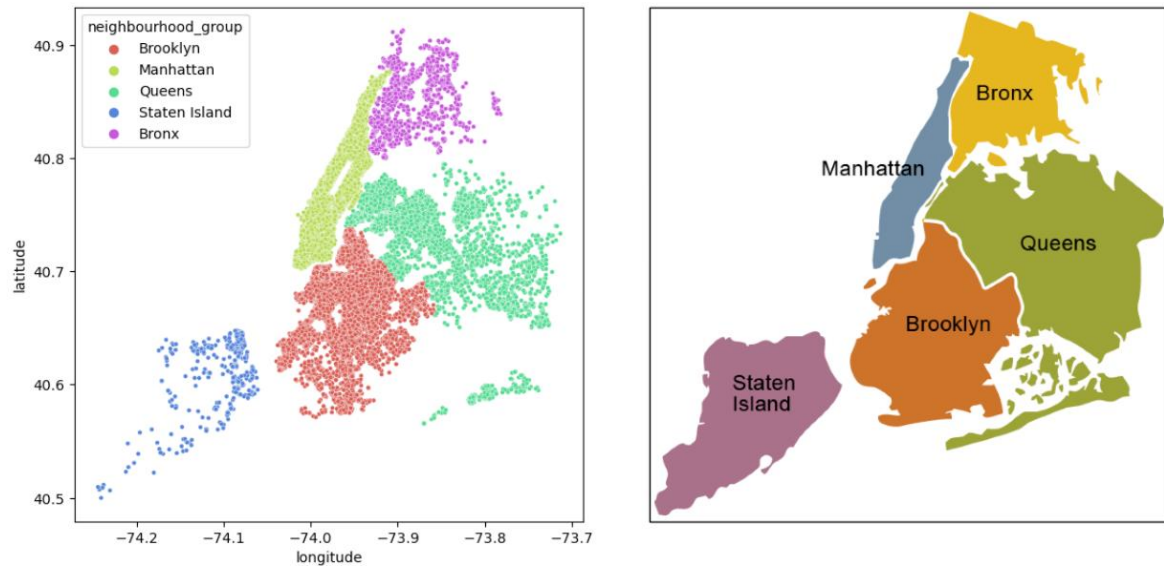 neighbourhood_group
Brooklyn
Manhattan
Queens
Staten Island
Bronx
latitude
40.9
40.8
40.7
40.6
40.5
−74.2
−74.1
−74.0
−73.9
−73.8
−73.7
longitude
Bronx
Manhattan
Queens
Brooklyn
Staten
Island